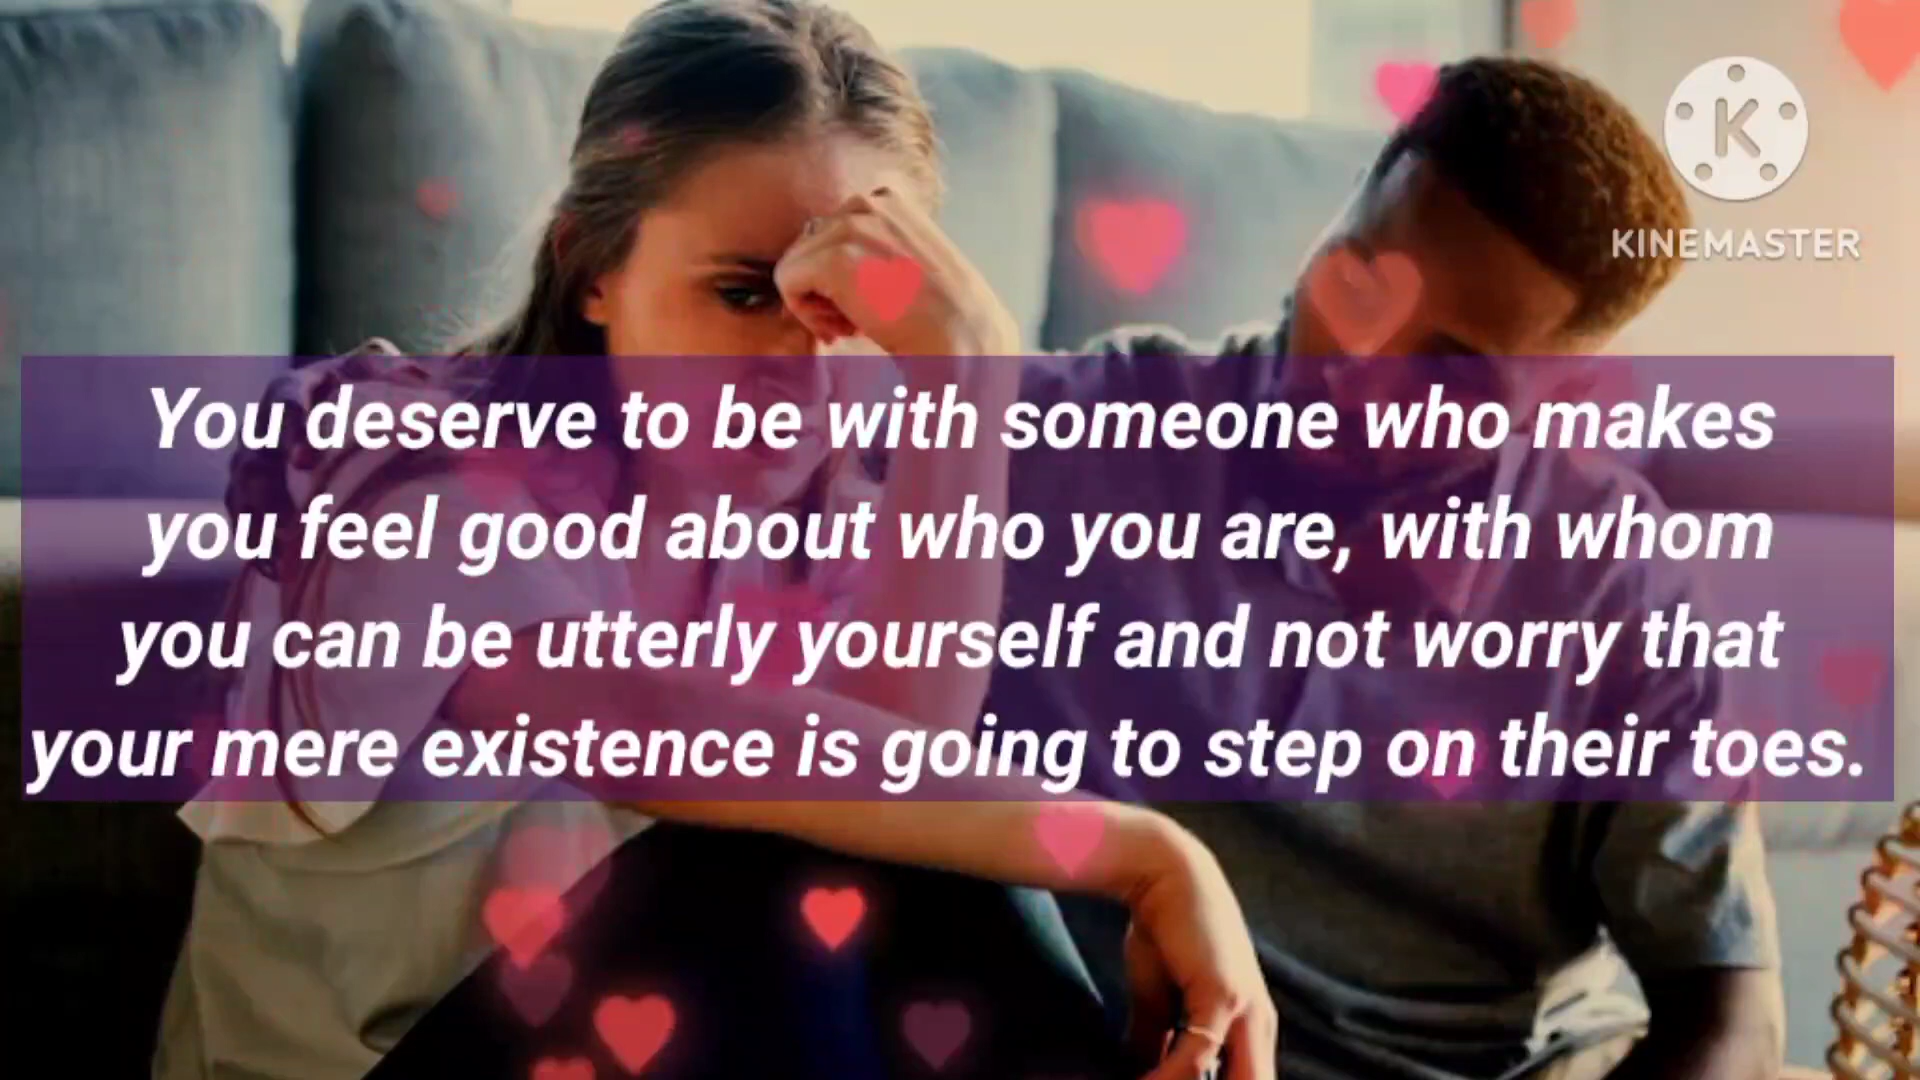 K
KINEMASTER
You deserve to be with someone who makes
you feel good about who you are, with whom
you can be utterly yourself and not worry that
your mere existence is going to step on their toes.